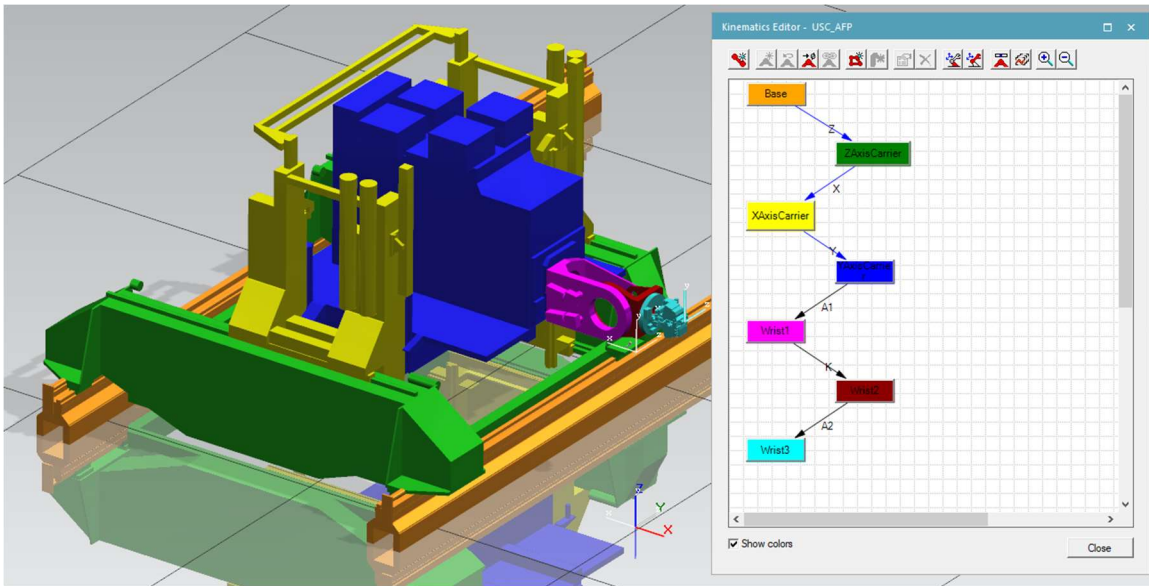 Kinematics Editor - USC_AFP
Base
Z
ZAxisCarrier
X
XAxisCarrier
Y
A1
Wrist1
K
Wrist2
A2
Wrist3
Show colors
Close
x
y
y
Z
Y
X